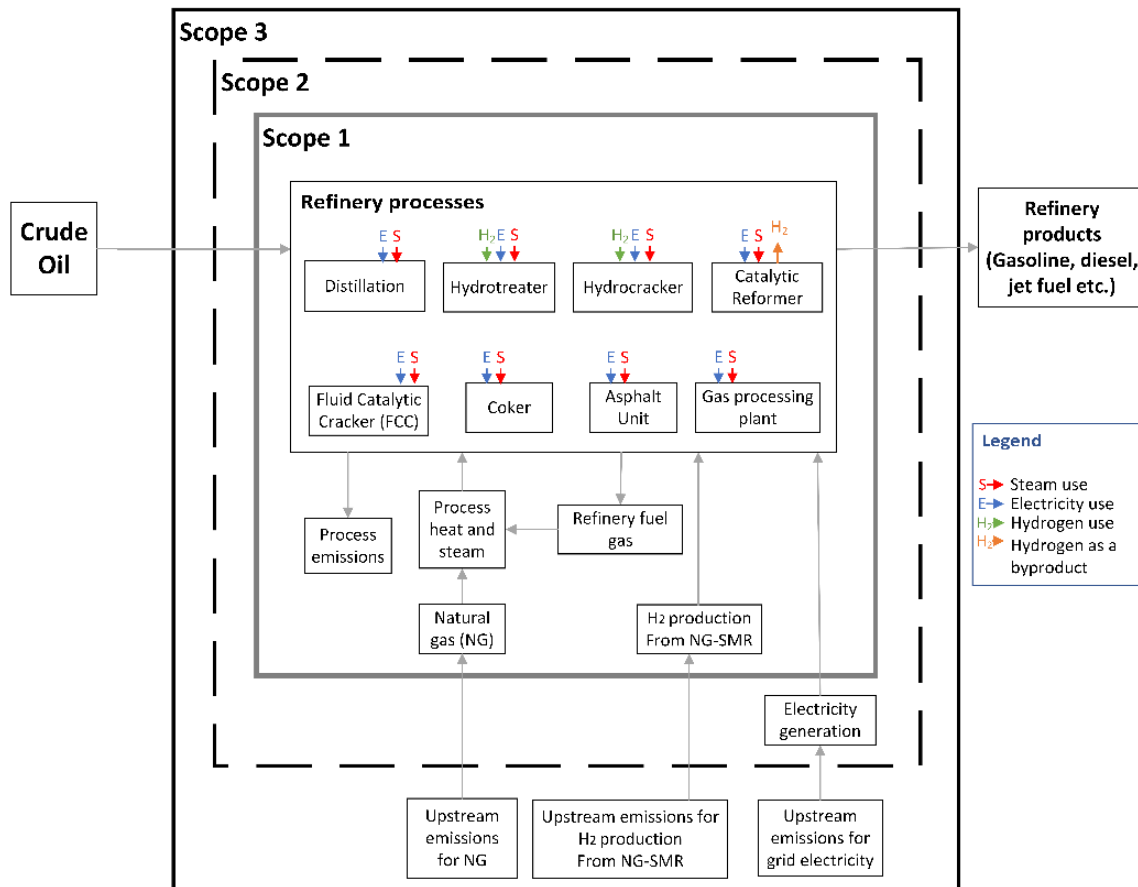 Scope 3
Scope 2
Scope 1
Crude
Oil
Refinery processes
E S
Distillation
H2 E S
Hydrotreater
H2 E S
Hydrocracker
E S H2
Catalytic
Reformer
E S
Fluid Catalytic
Cracker (FCC)
E S
Coker
E S
Asphalt
Unit
E S
Gas processing
plant
Refinery
products
(Gasoline, diesel,
jet fuel etc.)
Process
emissions
Process
heat and
steam
Refinery fuel
gas
Natural
gas (NG)
H2 production
From NG-SMR
Electricity
generation
Upstream
emissions
for NG
Upstream emissions for
H2 production
From NG-SMR
Upstream
emissions for
grid electricity
Legend
S Steam use
E Electricity use
H2 Hydrogen use
H2 Hydrogen as a
byproduct